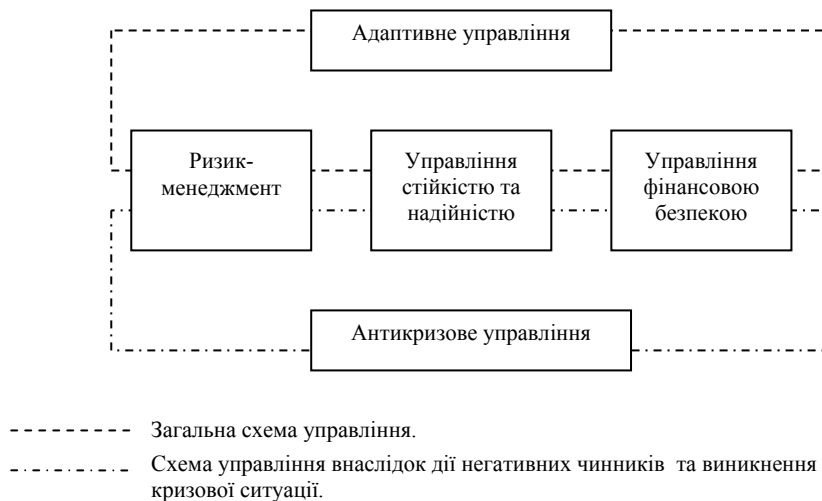 Адаптивне управління
Ризик-
менеджмент
Управління
стійкістю та
надійністю
Управління
фінансовою
безпекою
Антикризове управління
Загальна схема управління.
Схема управління внаслідок дії негативних чинників та виникнення
кризової ситуації.